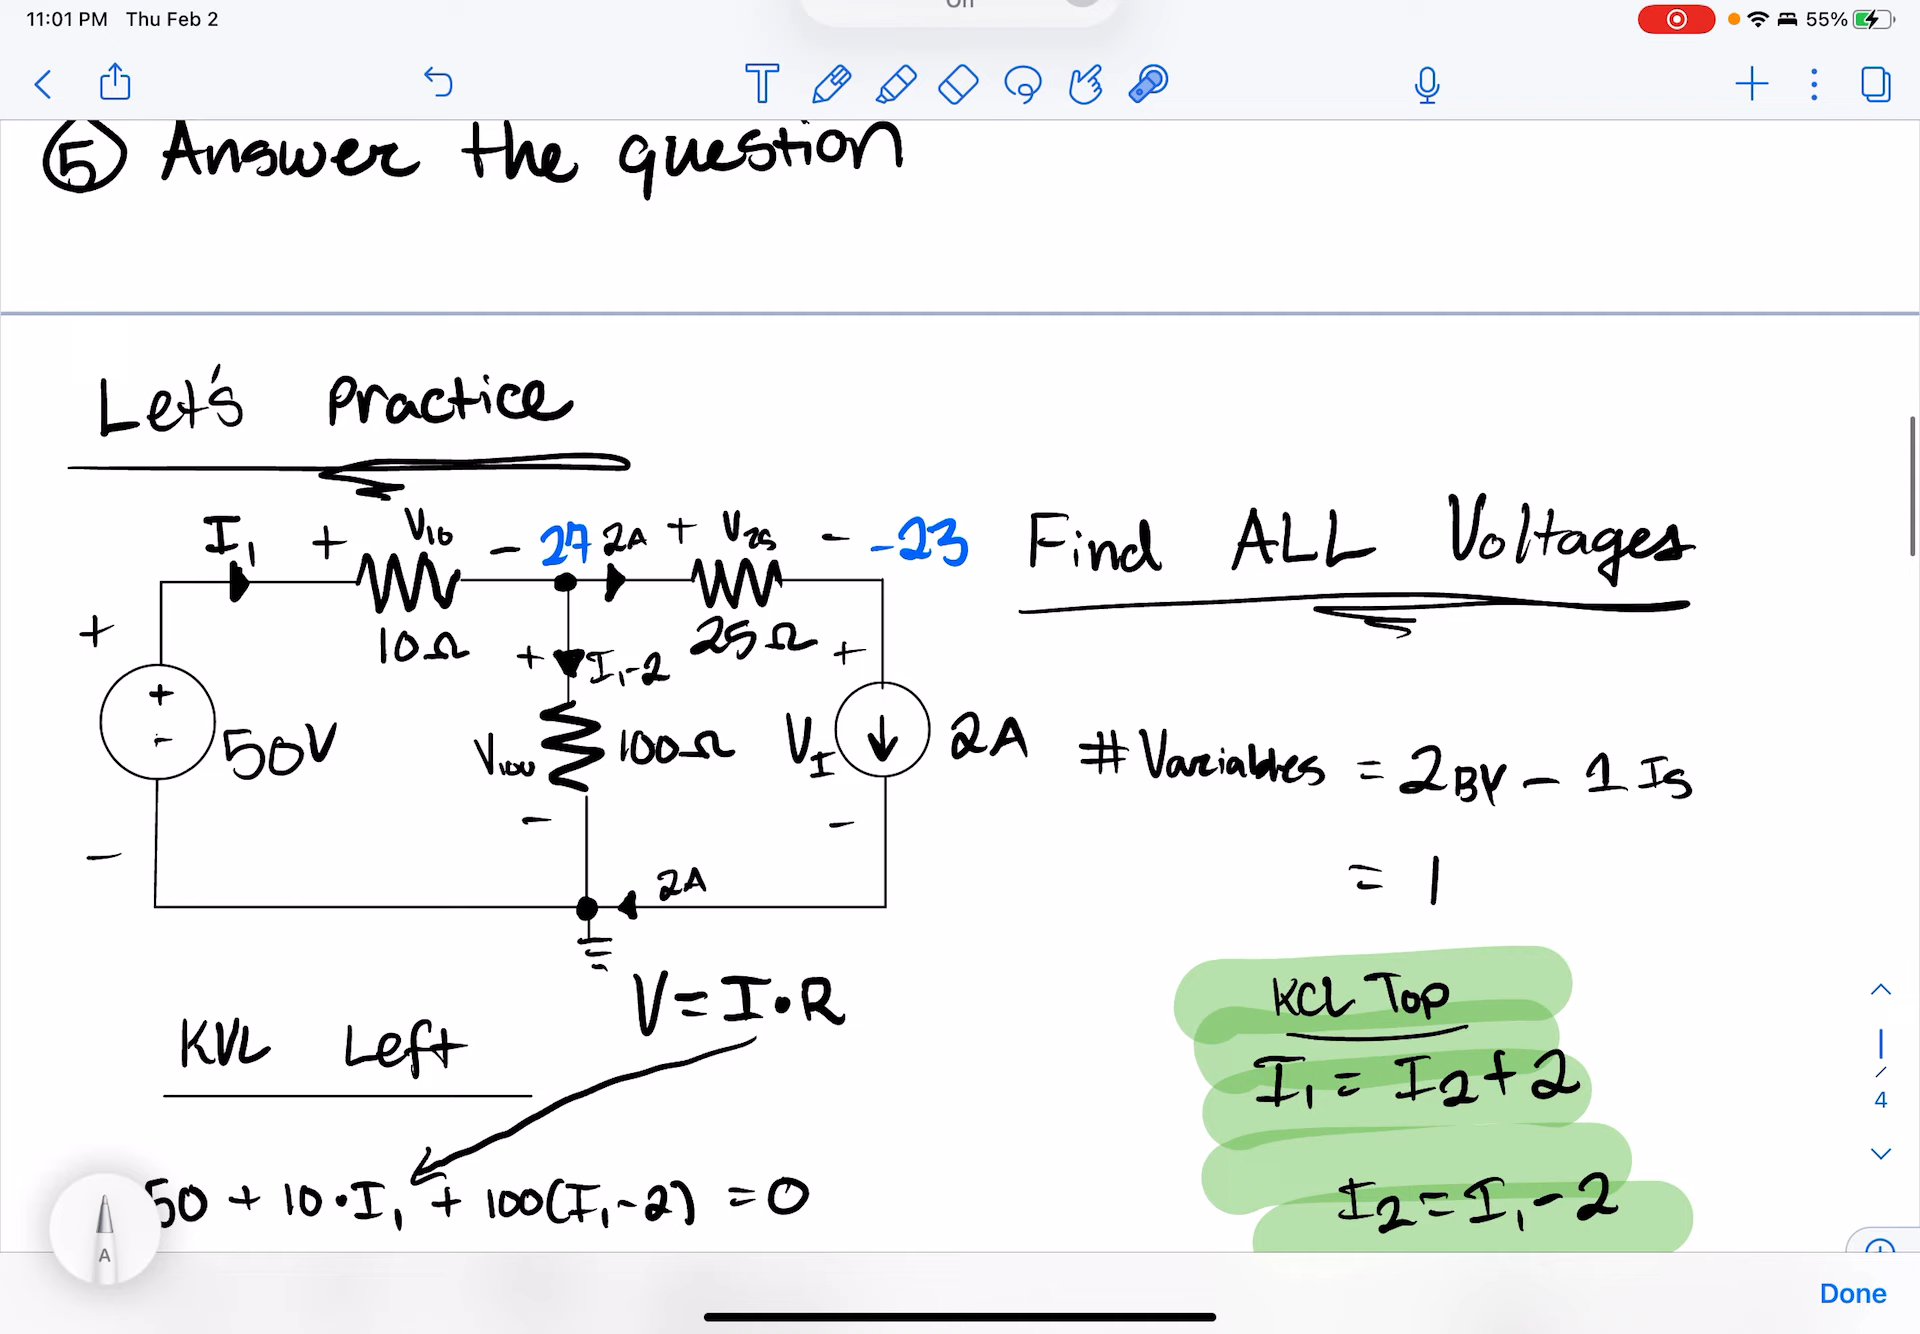 11:01 PM Thu Feb 2
55%
T
⑤ Answer the question
Let's Practice
I₁ + V₁₀ - 27 2A + V₂₅ - -23
Find ALL Voltages
10Ω
25Ω
+
+ I₁-2
+
+
-
50V
V₁₀₀
100Ω
V_I
2A
# Variables = 2BV - 1 Is
-
-
-
2A
= 1
V = I • R
KVL Left
KCL Top
I₁ = I₂ + 2
50 + 10 • I₁ + 100(I₁-2) = 0
I₂ = I₁ - 2
1
/
4
A
Done